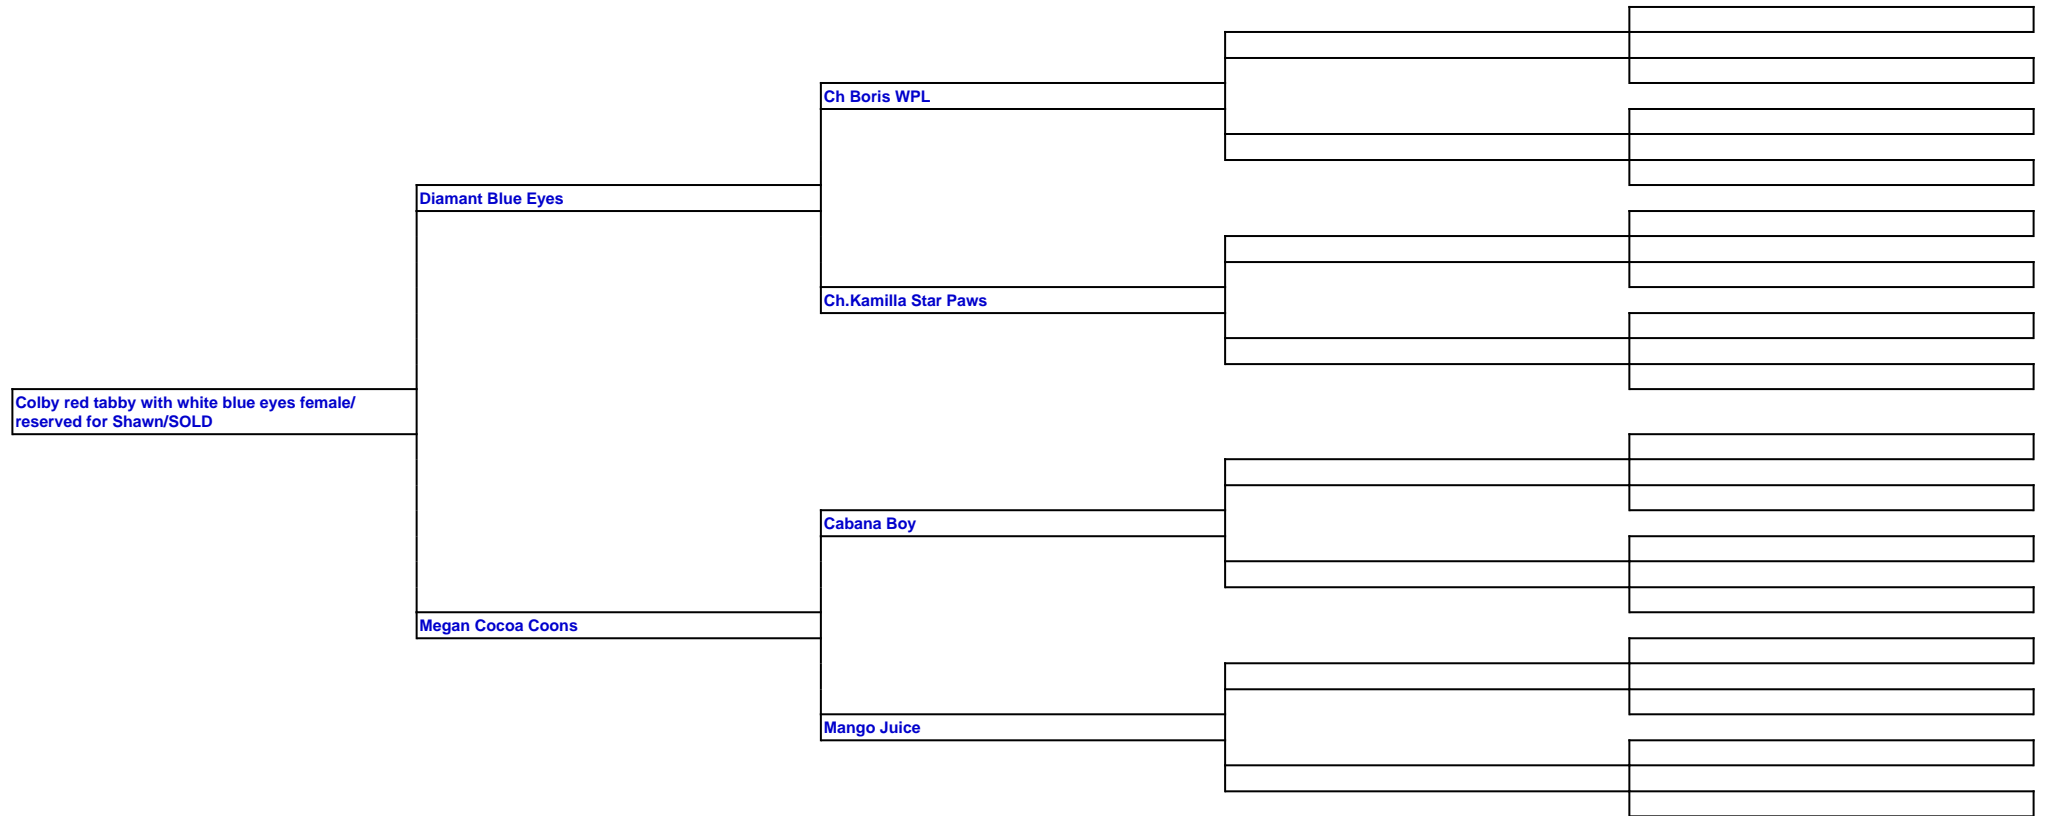 Ch Boris WPL
Diamant Blue Eyes
Ch.Kamilla Star Paws
Colby red tabby with white blue eyes female/
reserved for Shawn/SOLD
Cabana Boy
Megan Cocoa Coons
Mango Juice